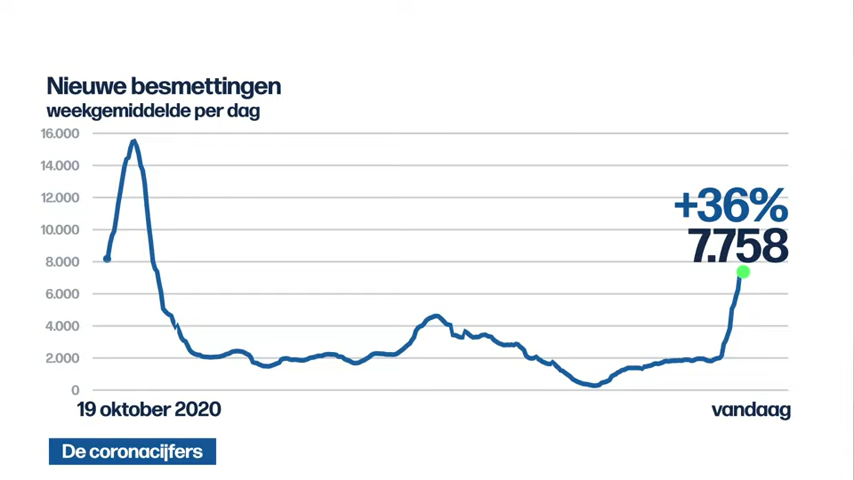 Nieuwe besmettingen
weekgemiddelde per dag
16.000
14.000
12.000
10.000
8.000
6.000
4.000
2.000
0
+36%
7.758
19 oktober 2020
vandaag
De coronacijfers